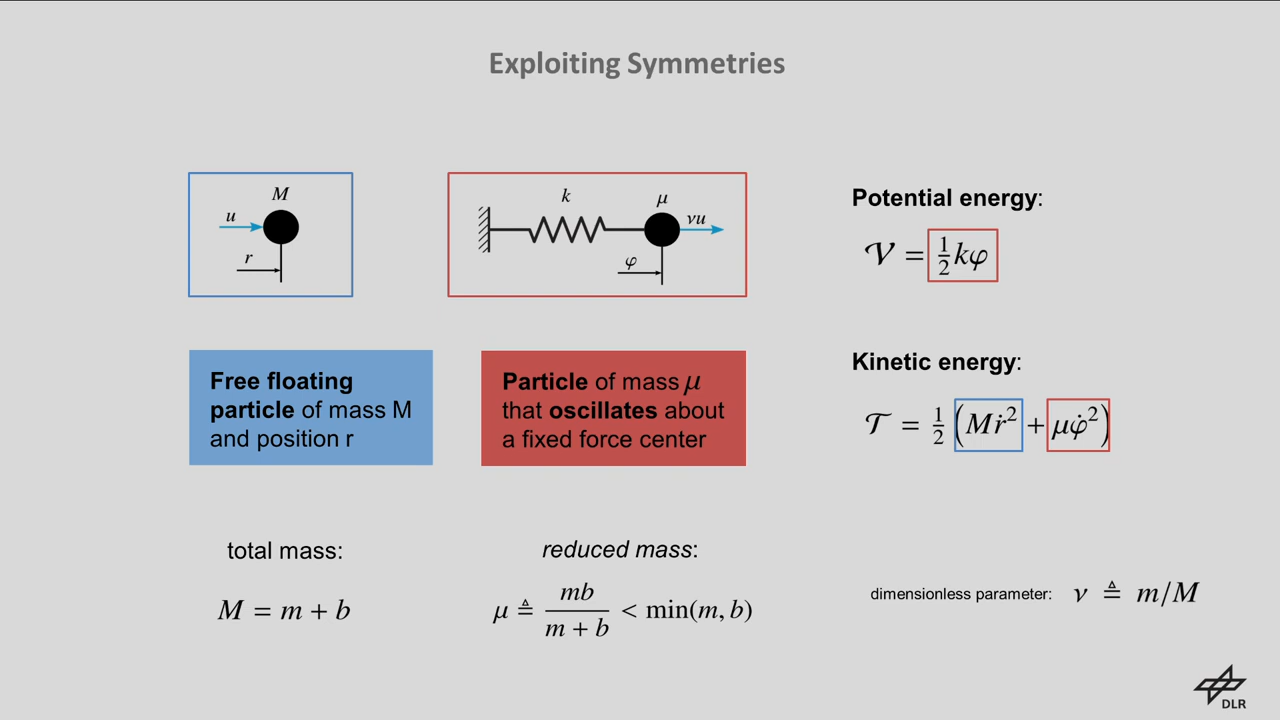 Exploiting Symmetries
M
u
r
k
μ
νu
φ
Potential energy:
𝒱 = ½kφ
Free floating
particle of mass M
and position r
Particle of mass μ
that oscillates about
a fixed force center
Kinetic energy:
𝒯 = ½(Mṙ² + μφ̇²)
total mass:
M = m + b
reduced mass:
μ ≜ mb/(m + b) < min(m, b)
dimensionless parameter: ν ≜ m/M
DLR